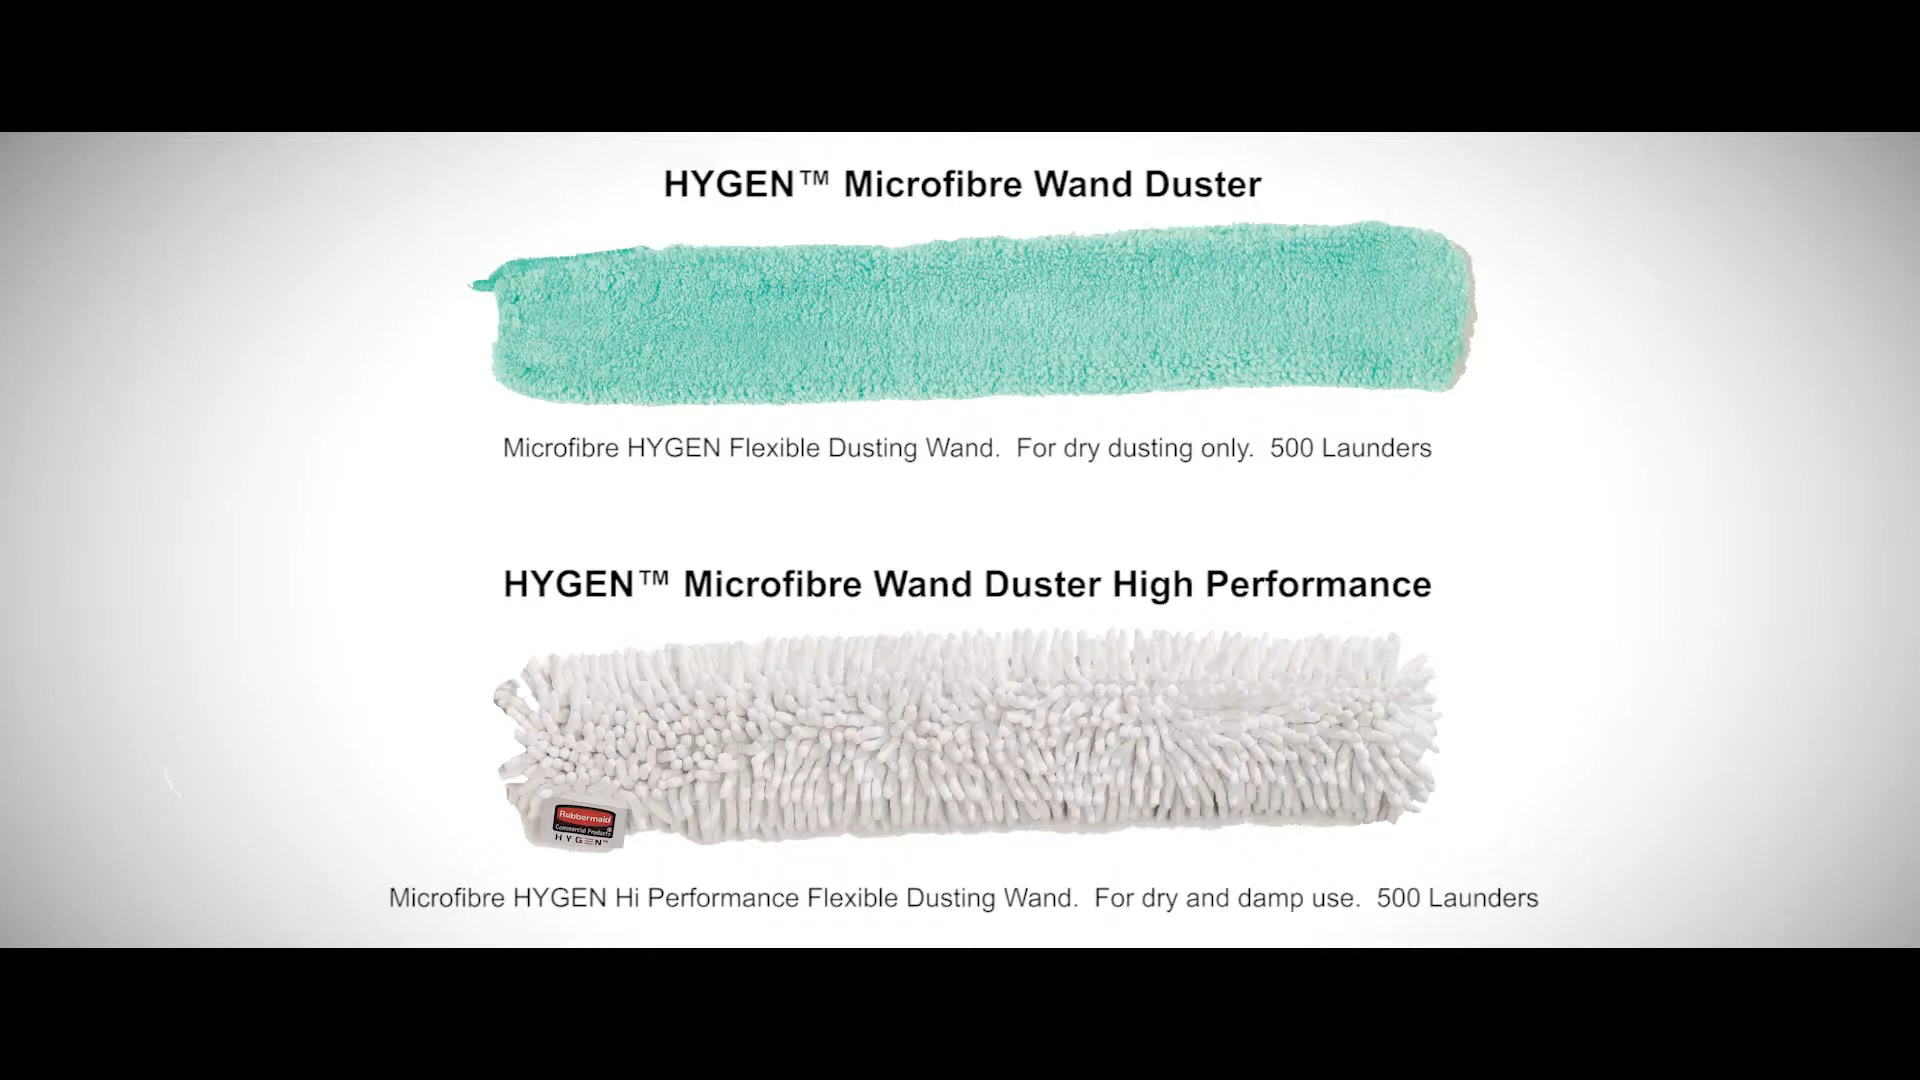 HYGEN™ Microfibre Wand Duster
Microfibre HYGEN Flexible Dusting Wand.  For dry dusting only.  500 Launders
HYGEN™ Microfibre Wand Duster High Performance
Rubbermaid
Commercial Products®
HYGEN™
Microfibre HYGEN Hi Performance Flexible Dusting Wand.  For dry and damp use.  500 Launders